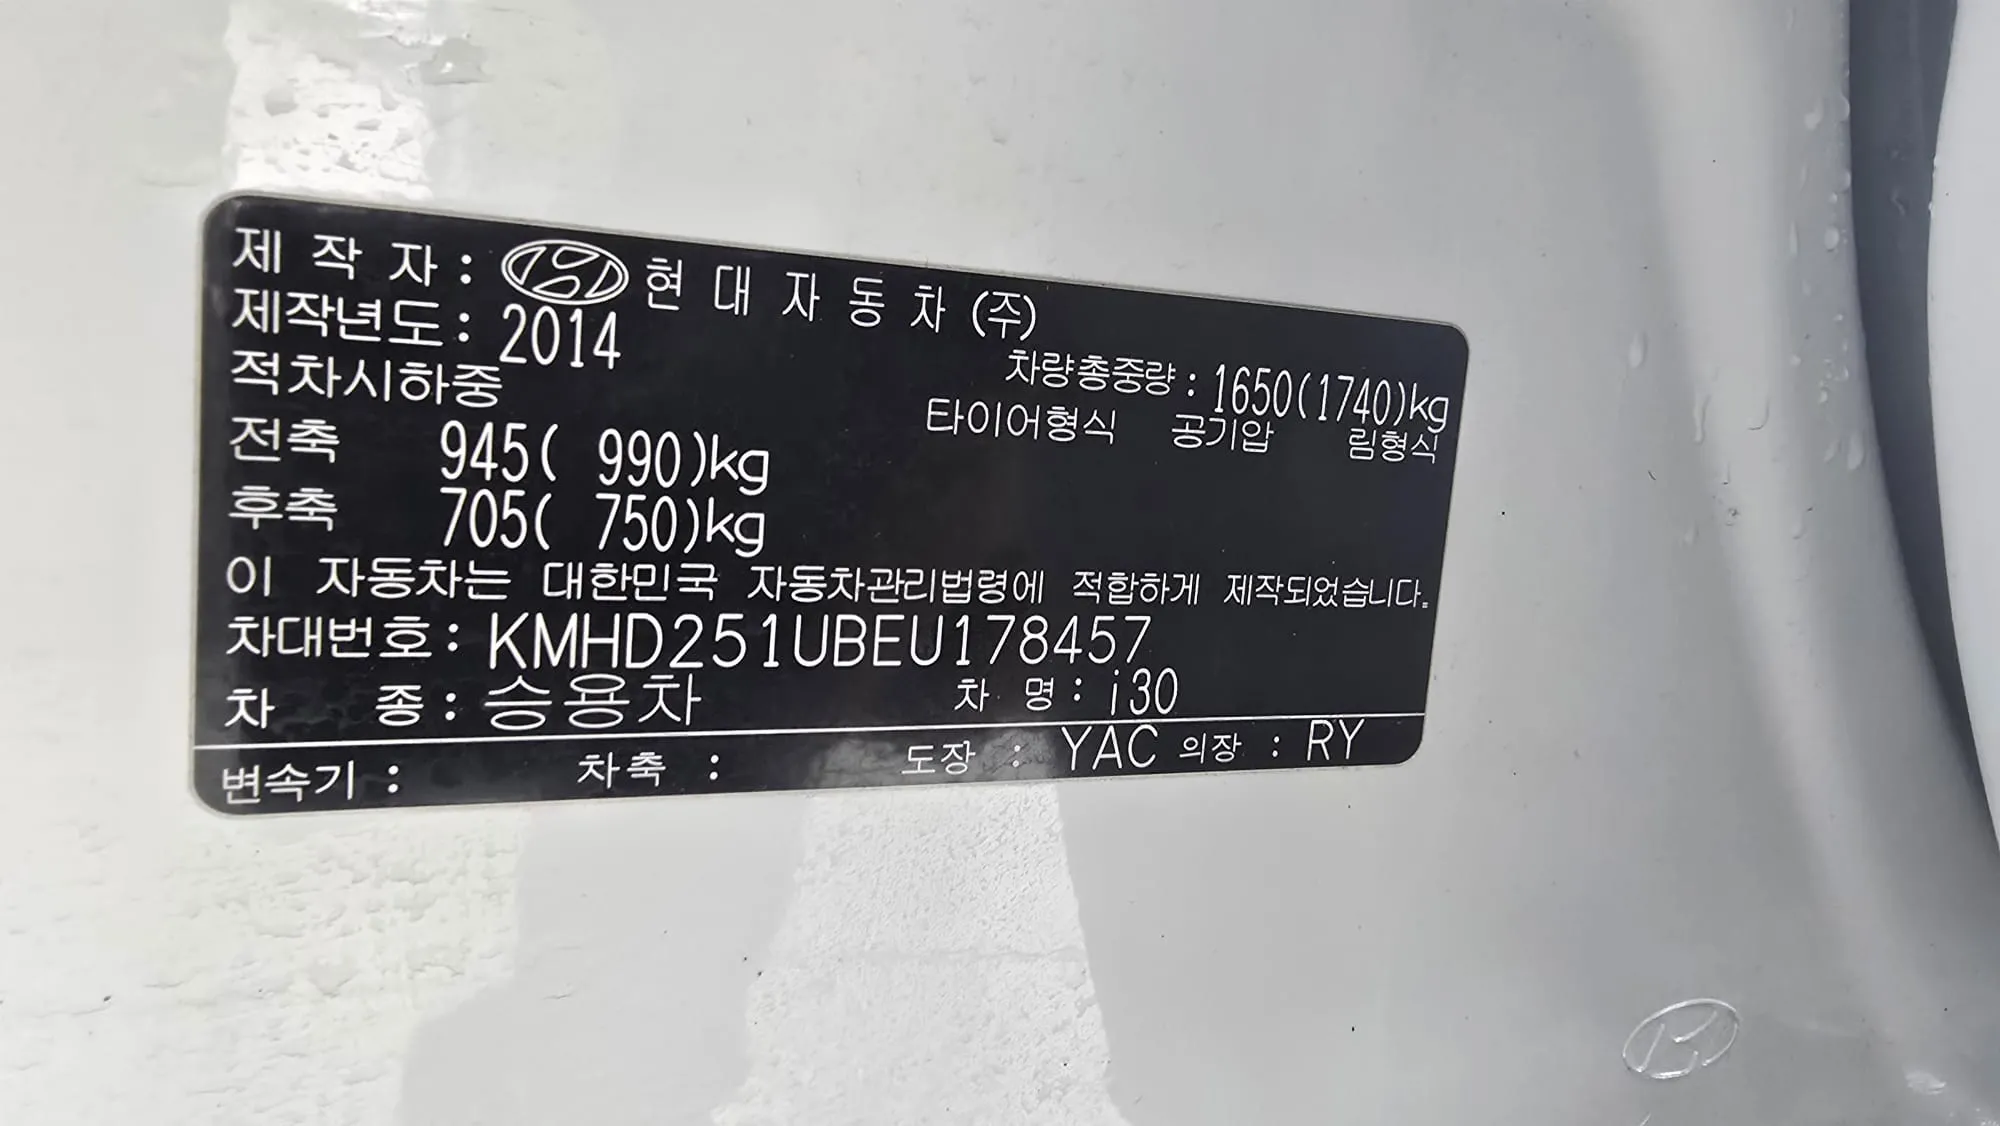 제 작 자 : 현 대 자 동 차 (주)
제작년도 : 2014
적차시하중 차량총중량 : 1650(1740)kg
타이어형식 공기압 림형식
전축 945( 990)kg
후축 705( 750)kg
이 자동차는 대한민국 자동차관리법령에 적합하게 제작되었습니다.
차대번호 : KMHD251UBEU178457
차 종 : 승용차 차 명 : i30
변속기 : 차축 : 도장 : YAC 의장 : RY